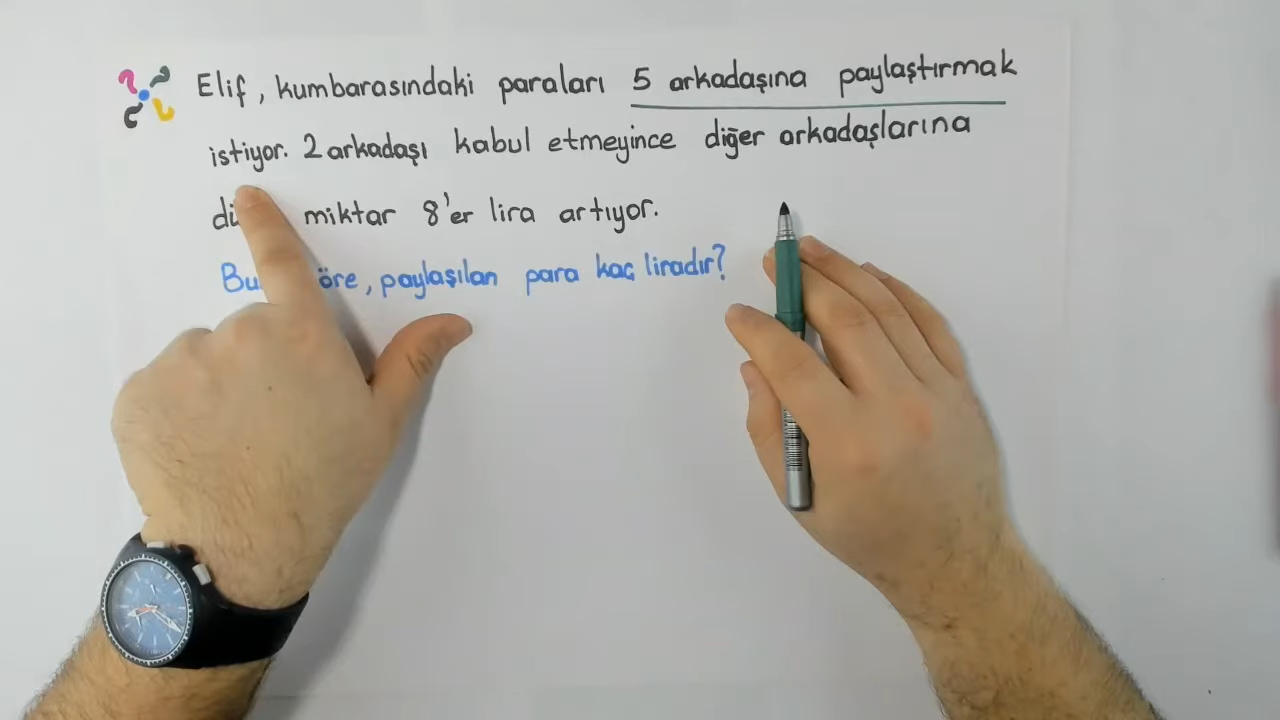 Elif, kumbarasındaki paraları 5 arkadaşına paylaştırmak
istiyor. 2 arkadaşı kabul etmeyince diğer arkadaşlarına
miktar 8'er lira artıyor.
paylaşılan para kaç liradır?